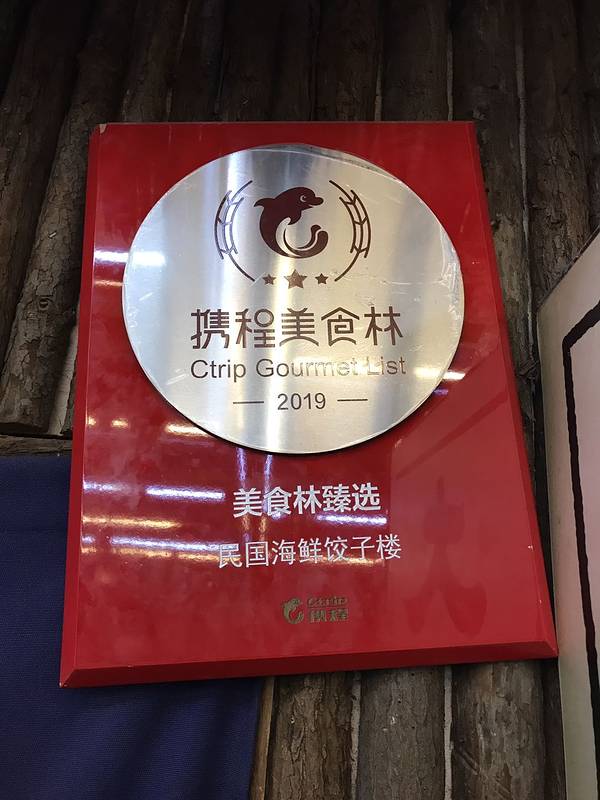 携程美食林
Ctrip Gourmet List
2019
美食林臻选
民国海鲜饺子楼
Ctrip
携程